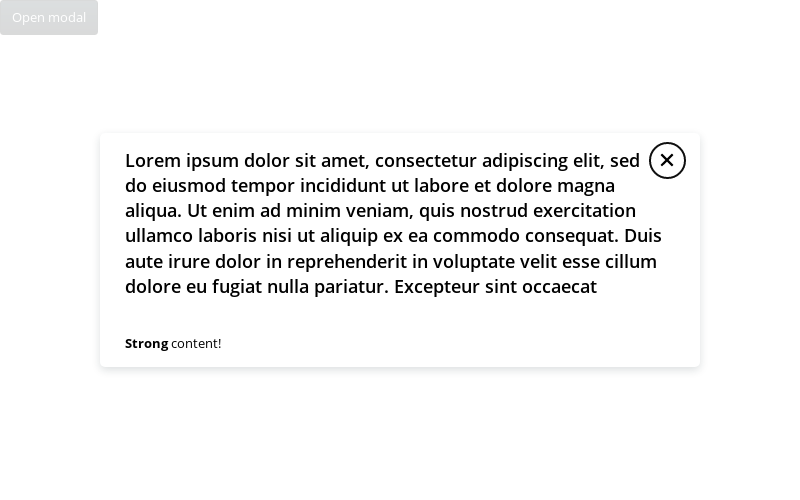 Open modal
Lorem ipsum dolor sit amet, consectetur adipiscing elit, sed
do eiusmod tempor incididunt ut labore et dolore magna
aliqua. Ut enim ad minim veniam, quis nostrud exercitation
ullamco laboris nisi ut aliquip ex ea commodo consequat. Duis
aute irure dolor in reprehenderit in voluptate velit esse cillum
dolore eu fugiat nulla pariatur. Excepteur sint occaecat
Strong content!